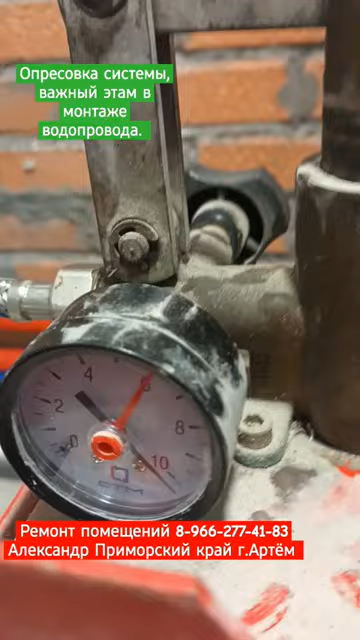 Опресовка системы,
важный этам в
монтаже
водопровода.
4
6
2
8
0
10
Ремонт помещений 8-966-277-41-83
Александр Приморский край г.Артём